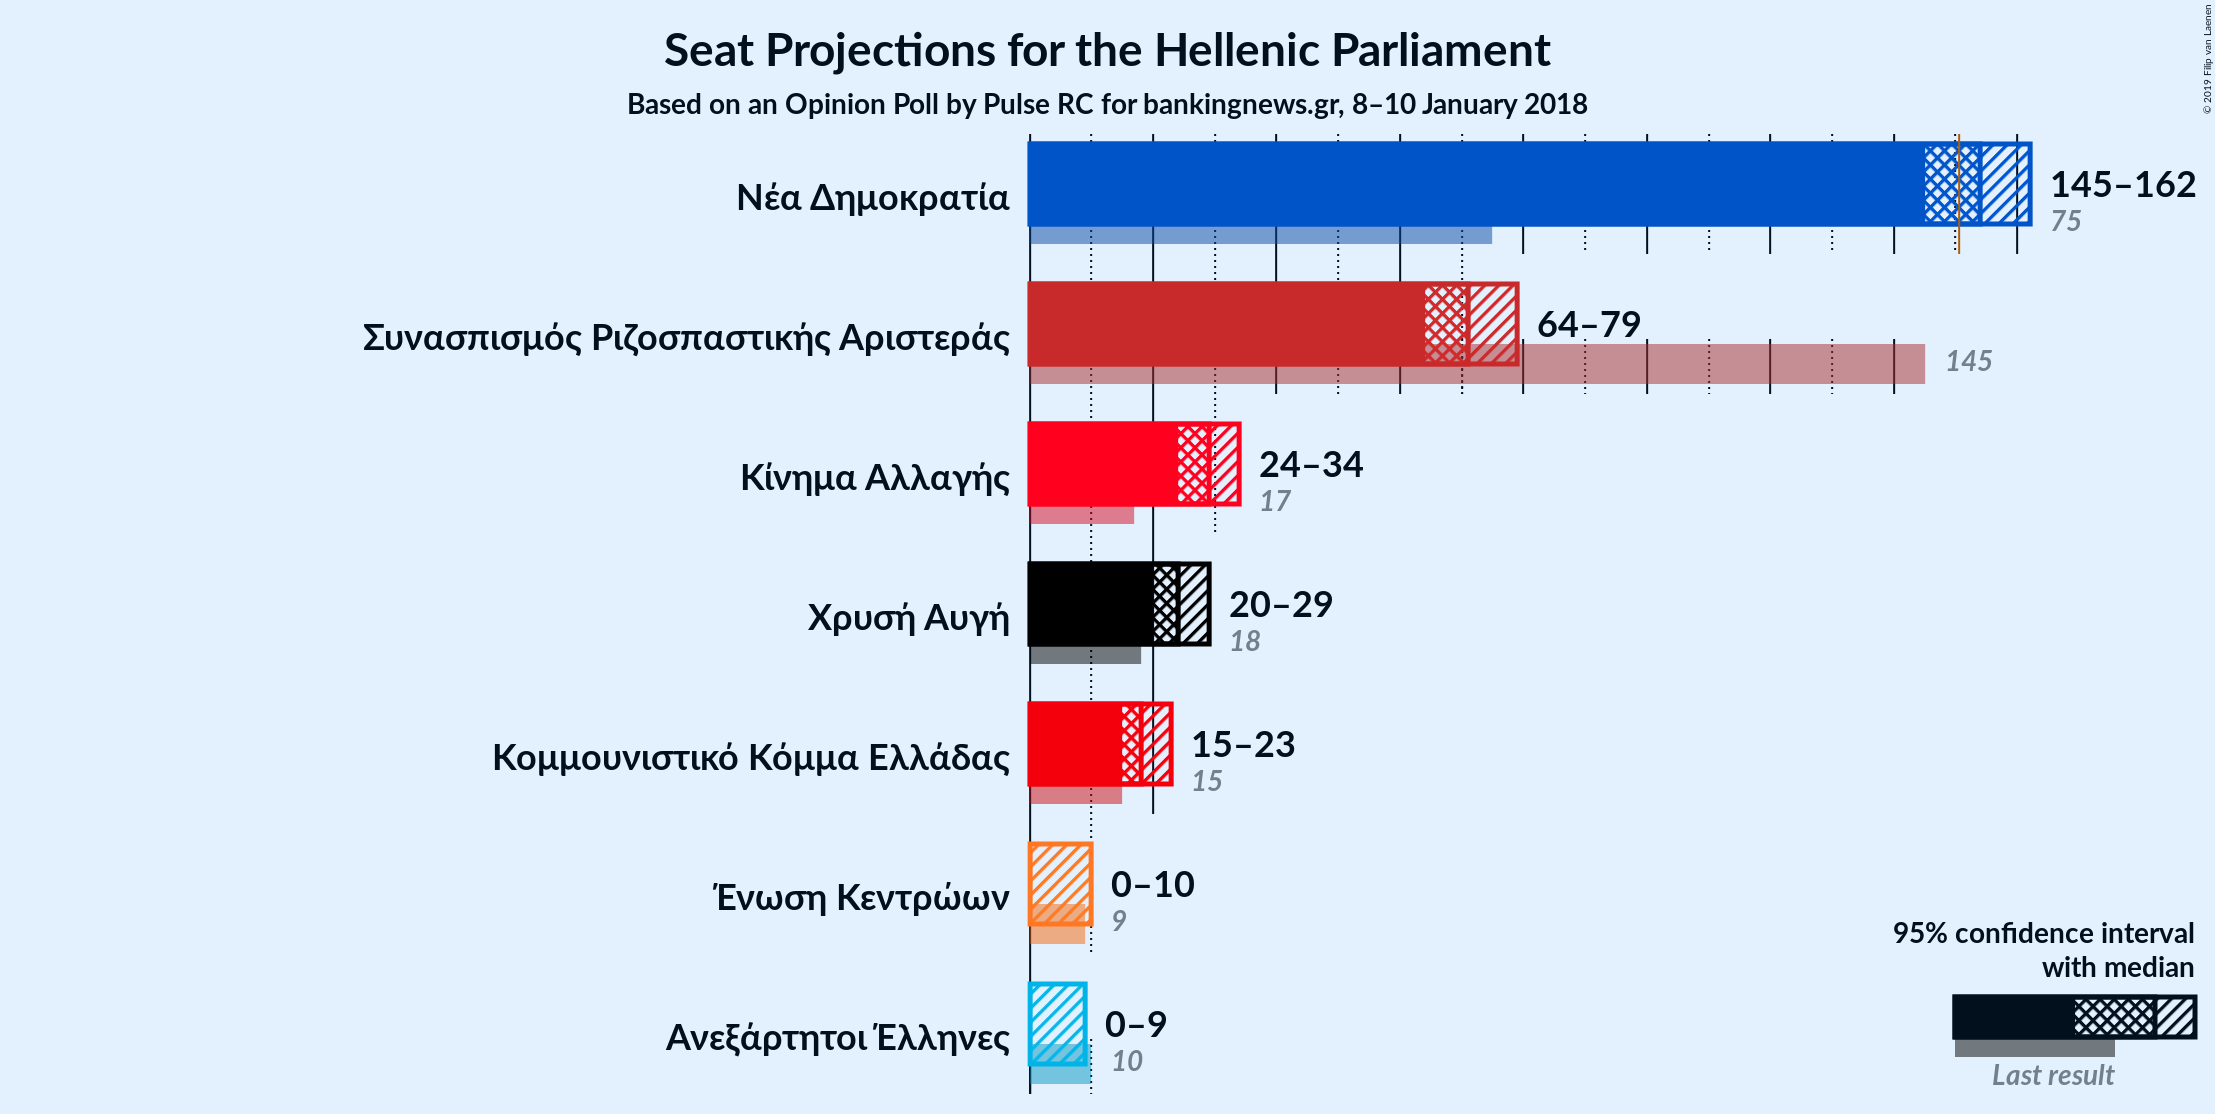 Seat Projections for the Hellenic Parliament
Based on an Opinion Poll by Pulse RC for bankingnews.gr, 8–10 January 2018
© 2019 Filip van Laenen
Νέα Δημοκρατία
145–162
75
Συνασπισμός Ριζοσπαστικής Αριστεράς
64–79
145
Κίνημα Αλλαγής
24–34
17
Χρυσή Αυγή
20–29
18
Κομμουνιστικό Κόμμα Ελλάδας
15–23
15
Ένωση Κεντρώων
0–10
9
Ανεξάρτητοι Έλληνες
0–9
10
95% confidence interval
with median
Last result